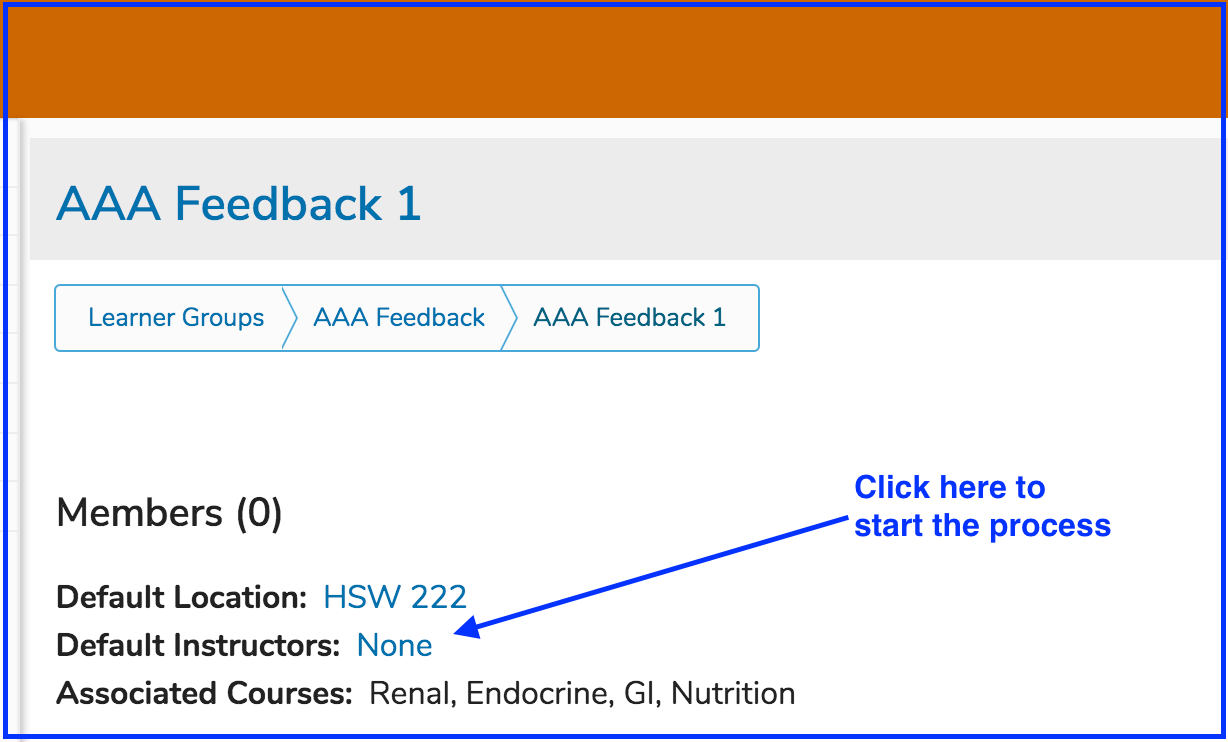 AAA Feedback 1
Learner Groups AAA Feedback AAA Feedback 1
Members (0)
Click here to
start the process
Default Location: HSW 222
Default Instructors: None
Associated Courses: Renal, Endocrine, GI, Nutrition